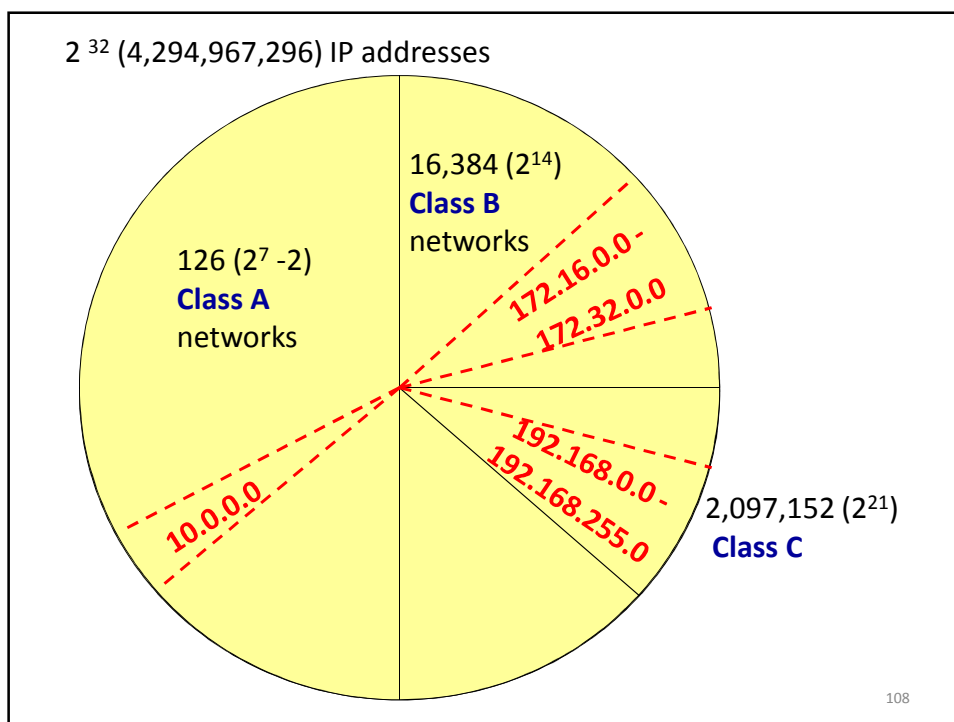 2 ³² (4,294,967,296) IP addresses
16,384 (2¹⁴)
Class B
networks
126 (2⁷ -2)
Class A
networks
172.16.0.0 -
172.32.0.0
192.168.0.0 -
192.168.255.0
10.0.0.0
2,097,152 (2²¹)
Class C
108